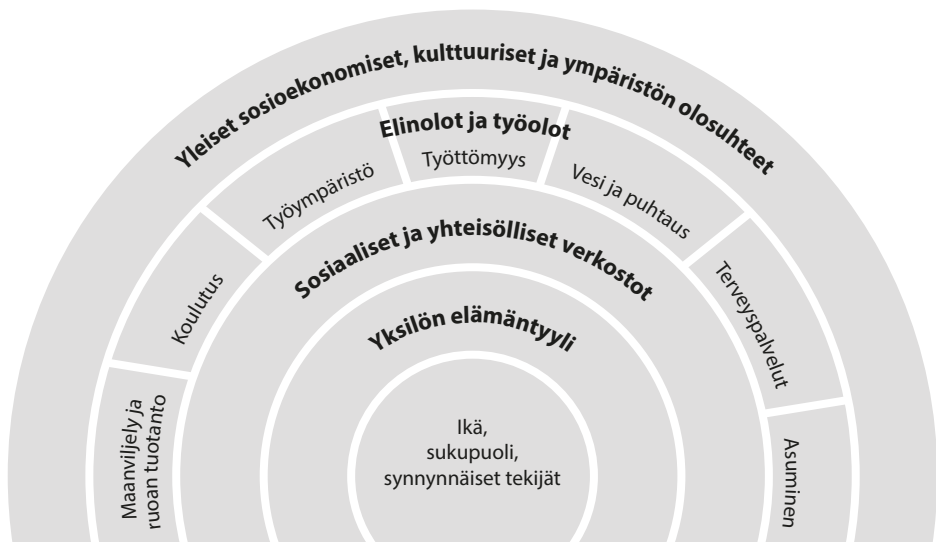 Yleiset sosioekonomiset, kulttuuriset ja ympäristön olosuhteet
Elinolot ja työolot
Maanviljely ja
ruoan tuotanto
Koulutus
Työympäristö
Työttömyys
Vesi ja puhtaus
Terveyspalvelut
Asuminen
Sosiaaliset ja yhteisölliset verkostot
Yksilön elämäntyyli
Ikä,
sukupuoli,
synnynnäiset tekijät